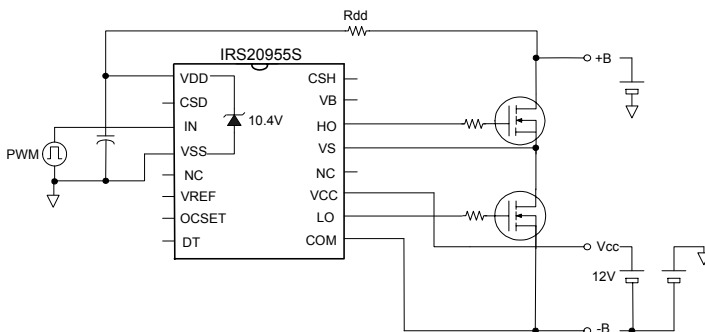 Rdd
IRS20955S
+B
VDD
CSH
CSD
VB
10.4V
IN
HO
PWM
VSS
VS
NC
NC
VREF
VCC
OCSET
LO
DT
COM
Vcc
12V
-B